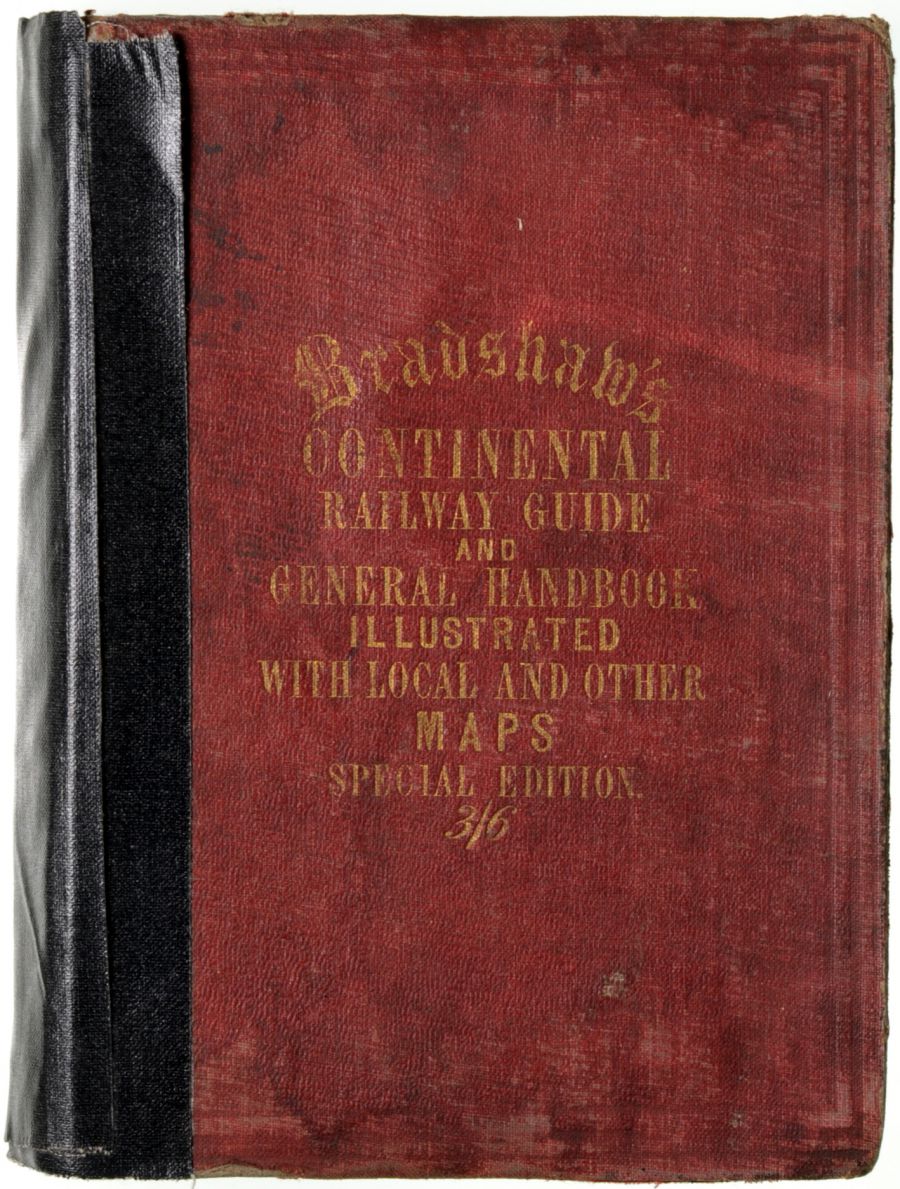 Bradshaw's
CONTINENTAL
RAILWAY GUIDE
AND
GENERAL HANDBOOK
ILLUSTRATED
WITH LOCAL AND OTHER
MAPS
SPECIAL EDITION.
3/6